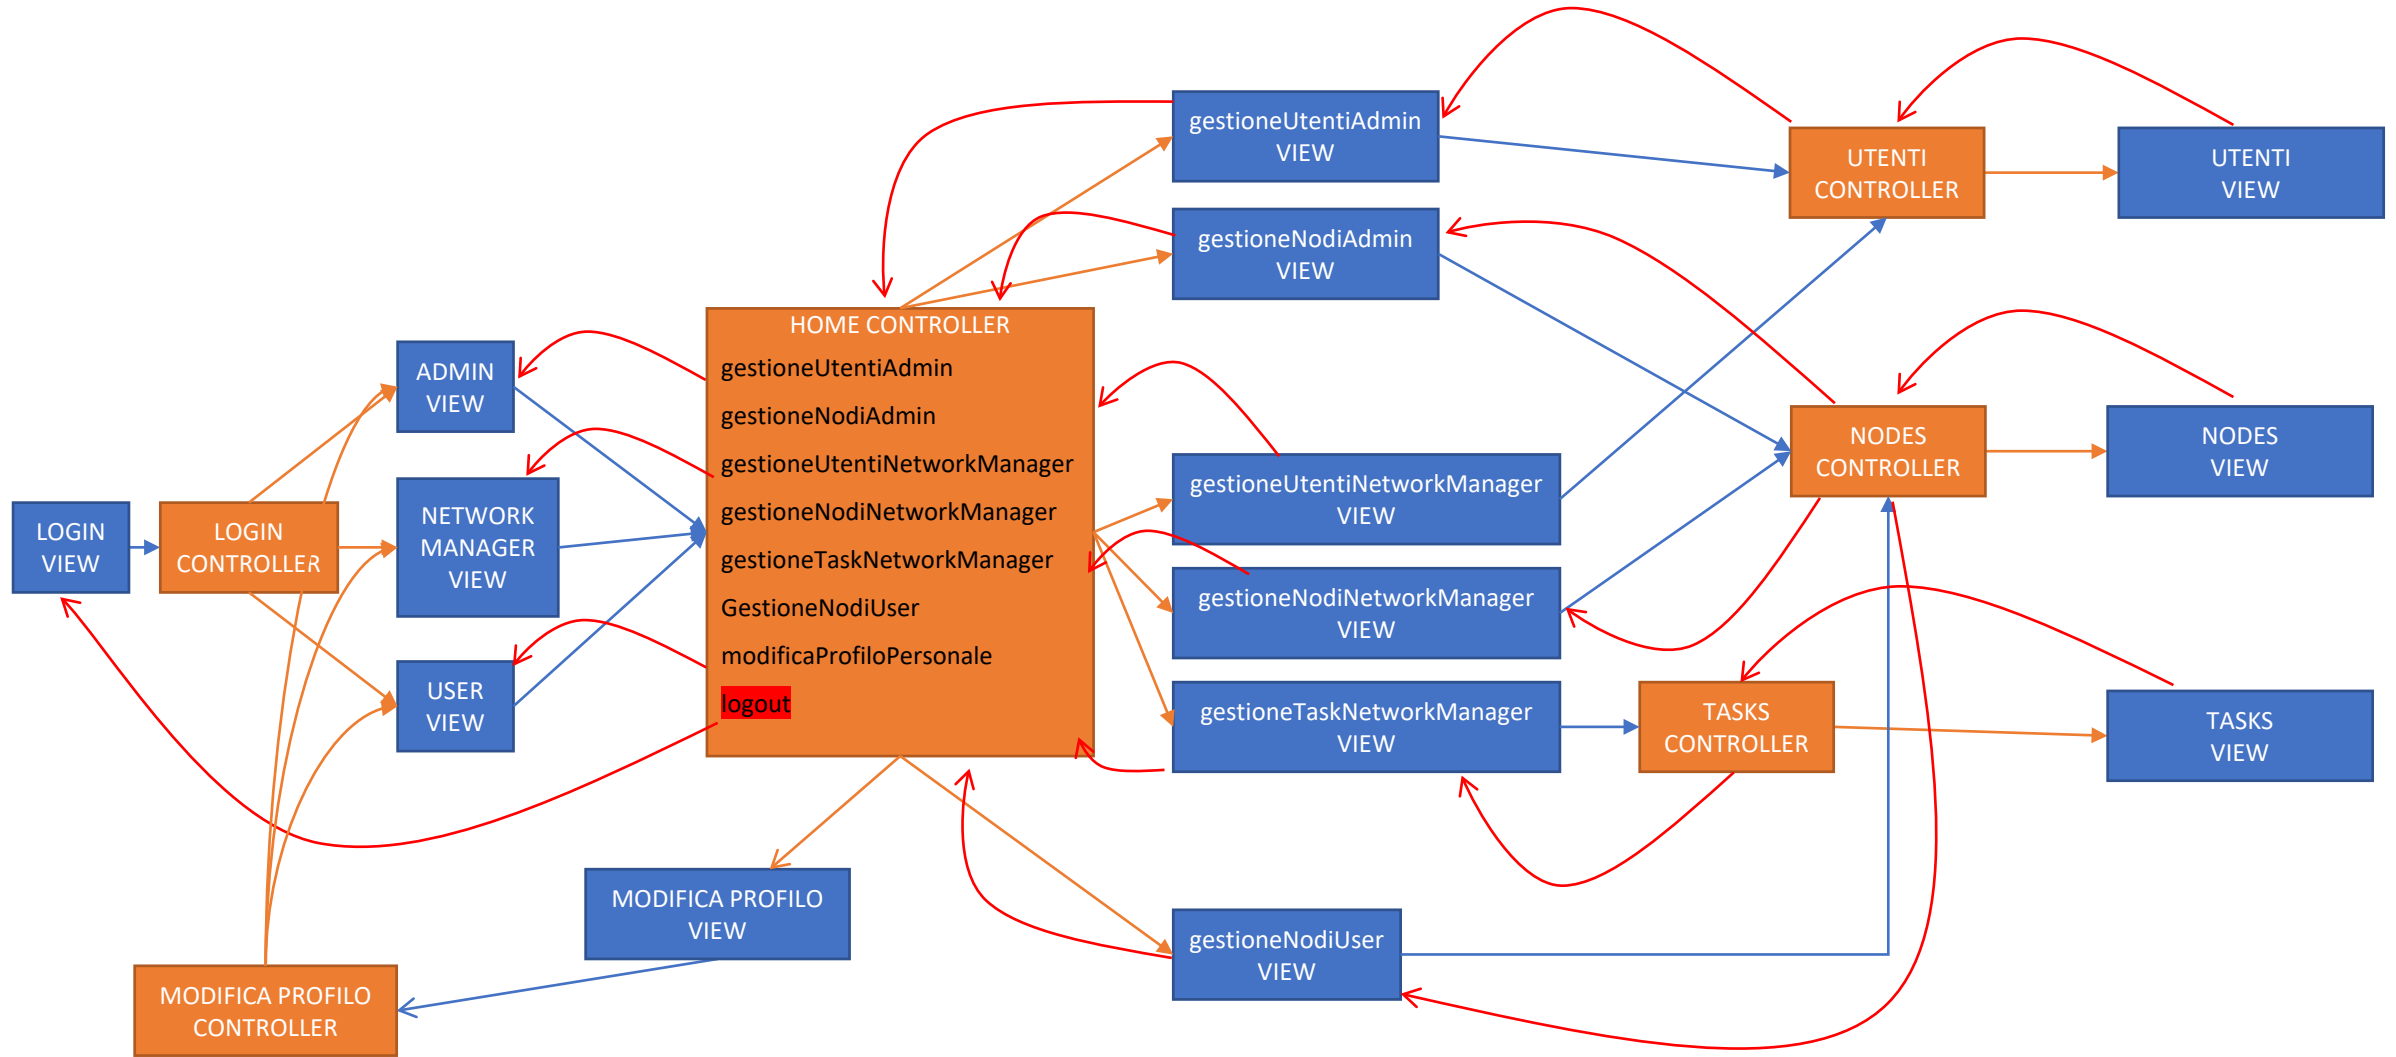 LOGIN
VIEW
LOGIN
CONTROLLER
ADMIN
VIEW
NETWORK
MANAGER
VIEW
USER
VIEW
HOME CONTROLLER
gestioneUtentiAdmin
gestioneNodiAdmin
gestioneUtentiNetworkManager
gestioneNodiNetworkManager
gestioneTaskNetworkManager
GestioneNodiUser
modificaProfiloPersonale
logout
MODIFICA PROFILO
VIEW
MODIFICA PROFILO
CONTROLLER
gestioneUtentiAdmin
VIEW
gestioneNodiAdmin
VIEW
gestioneUtentiNetworkManager
VIEW
gestioneNodiNetworkManager
VIEW
gestioneTaskNetworkManager
VIEW
gestioneNodiUser
VIEW
UTENTI
CONTROLLER
UTENTI
VIEW
NODES
CONTROLLER
NODES
VIEW
TASKS
CONTROLLER
TASKS
VIEW